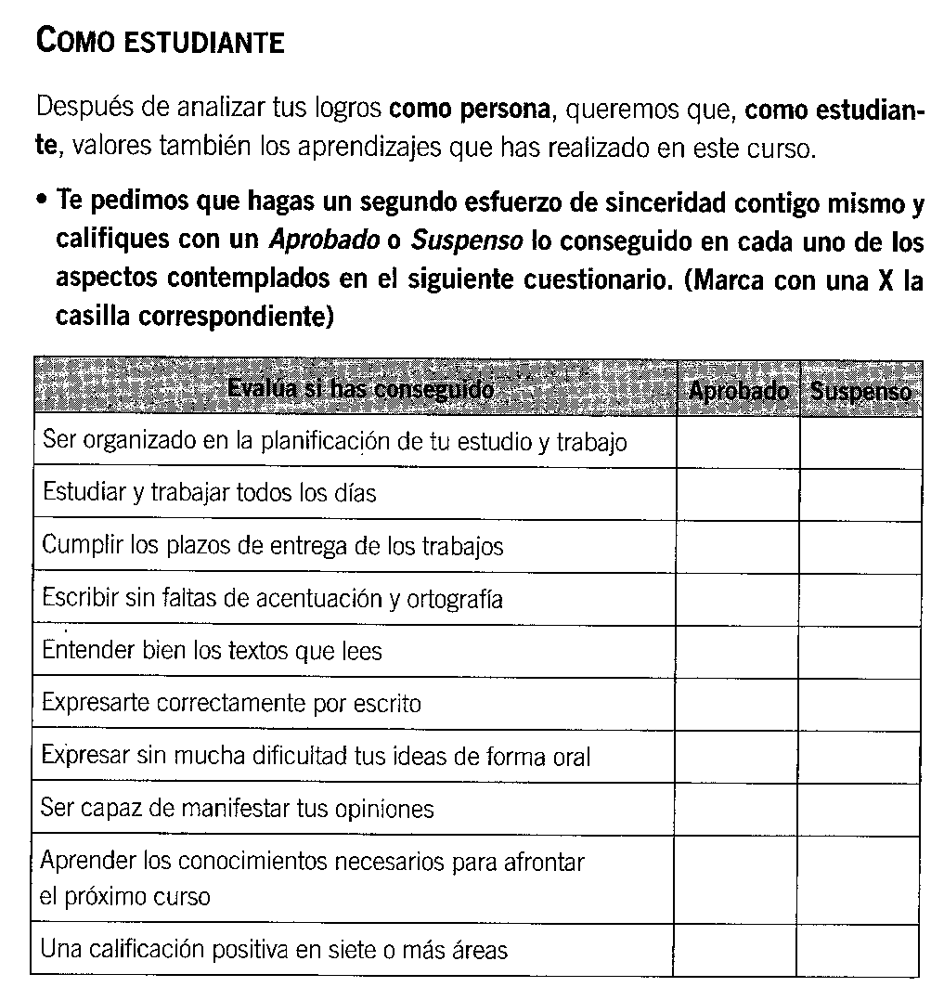 COMO ESTUDIANTE
Después de analizar tus logros como persona, queremos que, como estudian-
te, valores también los aprendizajes que has realizado en este curso.
• Te pedimos que hagas un segundo esfuerzo de sinceridad contigo mismo y
califiques con un Aprobado o Suspenso lo conseguido en cada uno de los
aspectos contemplados en el siguiente cuestionario. (Marca con una X la
casilla correspondiente)
Evalúa si has conseguido Aprobado Suspenso
Ser organizado en la planificación de tu estudio y trabajo
Estudiar y trabajar todos los días
Cumplir los plazos de entrega de los trabajos
Escribir sin faltas de acentuación y ortografía
Entender bien los textos que lees
Expresarte correctamente por escrito
Expresar sin mucha dificultad tus ideas de forma oral
Ser capaz de manifestar tus opiniones
Aprender los conocimientos necesarios para afrontar
el próximo curso
Una calificación positiva en siete o más áreas